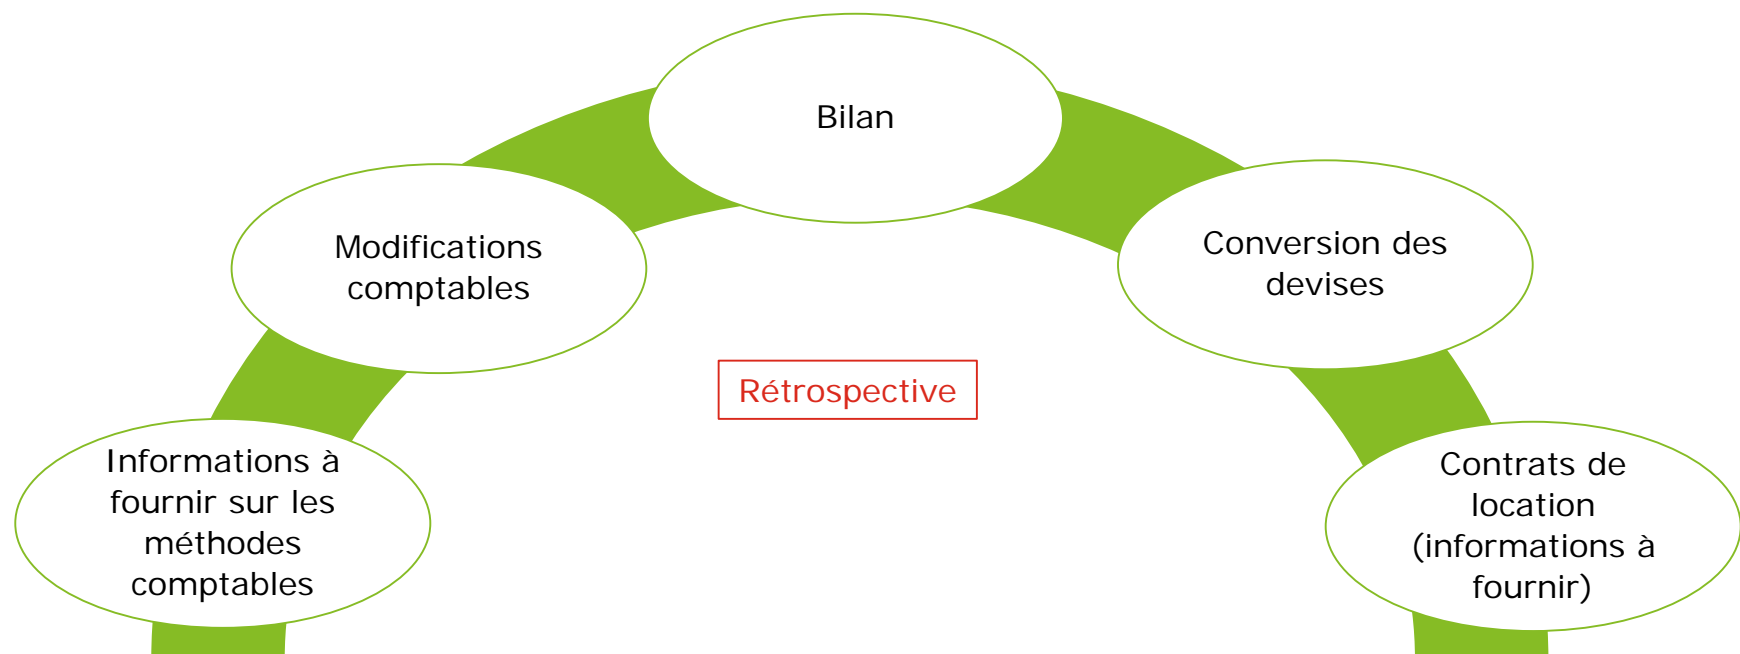 Bilan
Modifications
comptables
Conversion des
devises
Rétrospective
Informations à
fournir sur les
méthodes
comptables
Contrats de
location
(informations à
fournir)